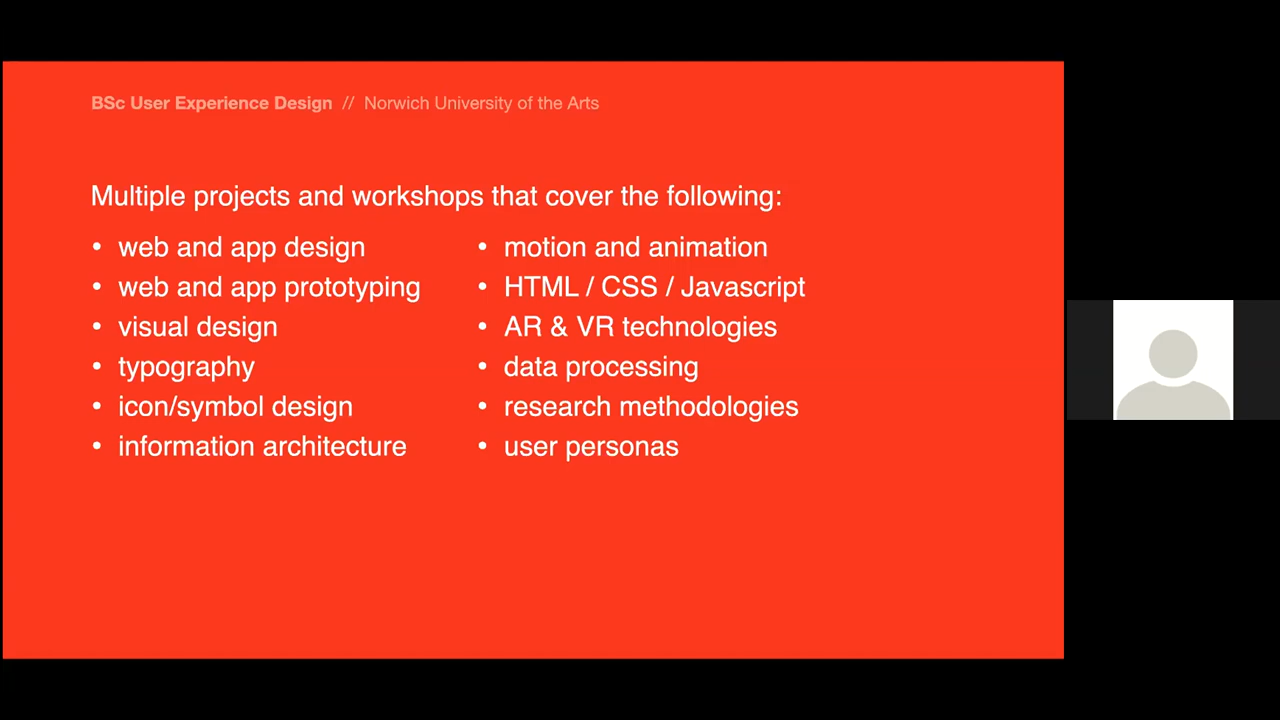 BSc User Experience Design // Norwich University of the Arts
Multiple projects and workshops that cover the following:
• web and app design
• web and app prototyping
• visual design
• typography
• icon/symbol design
• information architecture
• motion and animation
• HTML / CSS / Javascript
• AR & VR technologies
• data processing
• research methodologies
• user personas